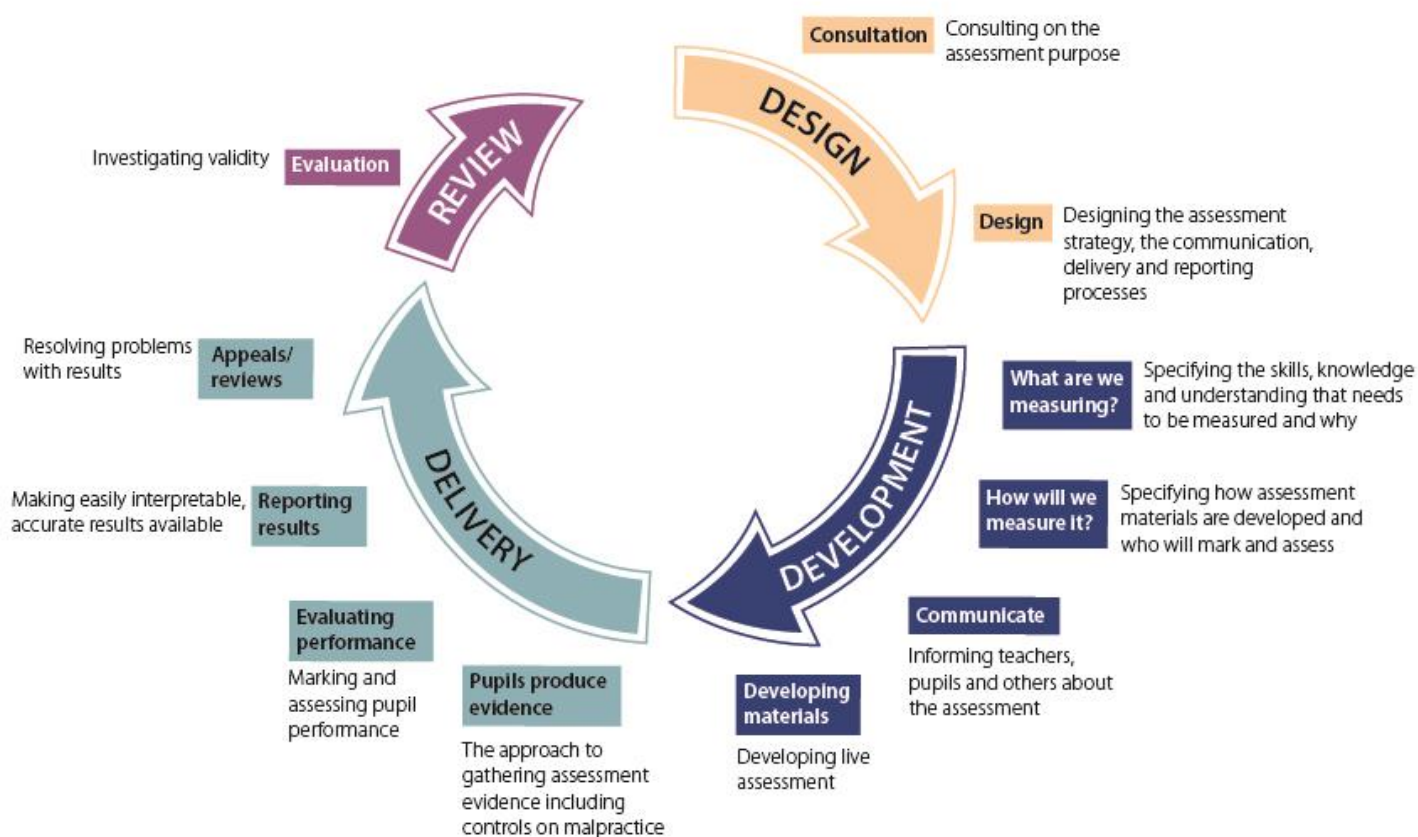 Consultation
Consulting on the
assessment purpose
DESIGN
Design
Designing the assessment
strategy, the communication,
delivery and reporting
processes
DEVELOPMENT
What are we
measuring?
Specifying the skills, knowledge
and understanding that needs
to be measured and why
How will we
measure it?
Specifying how assessment
materials are developed and
who will mark and assess
Communicate
Informing teachers,
pupils and others about
the assessment
Developing
materials
Developing live
assessment
DELIVERY
Pupils produce
evidence
The approach to
gathering assessment
evidence including
controls on malpractice
Evaluating
performance
Marking and
assessing pupil
performance
Reporting
results
Making easily interpretable,
accurate results available
Appeals/
reviews
Resolving problems
with results
REVIEW
Evaluation
Investigating validity